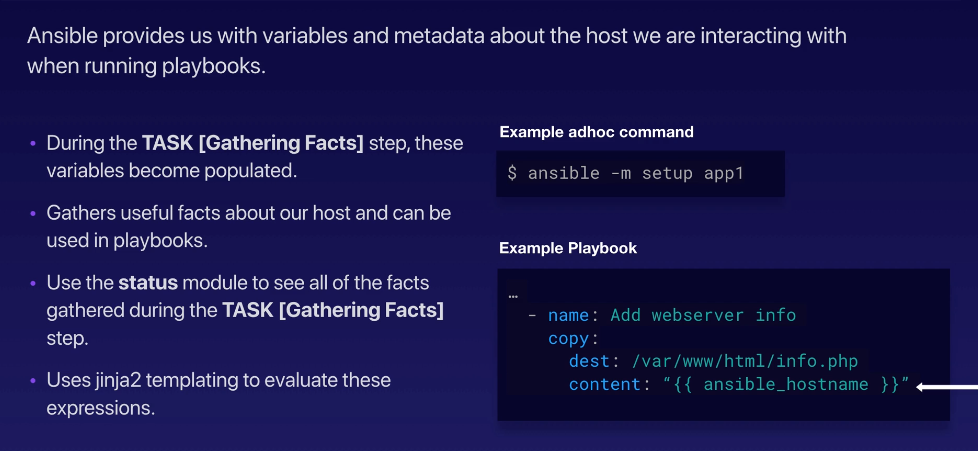 Ansible provides us with variables and metadata about the host we are interacting with
when running playbooks.
• During the TASK [Gathering Facts] step, these
variables become populated.
• Gathers useful facts about our host and can be
used in playbooks.
• Use the status module to see all of the facts
gathered during the TASK [Gathering Facts]
step.
• Uses jinja2 templating to evaluate these
expressions.
Example adhoc command
$ ansible -m setup app1
Example Playbook
…
- name: Add webserver info
copy:
dest: /var/www/html/info.php
content: “{{ ansible_hostname }}”